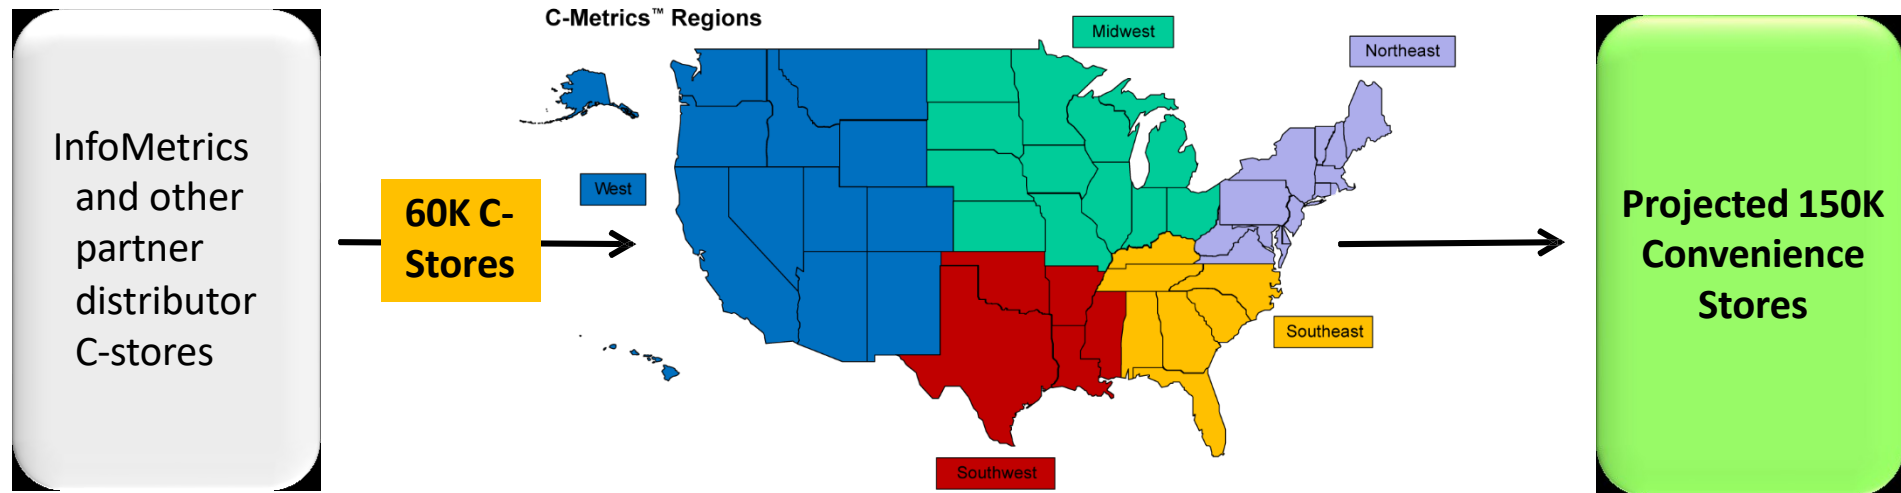 InfoMetrics
and other
partner
distributor
C-stores
60K C-
Stores
C-Metrics™ Regions
Midwest
Northeast
West
Southeast
Southwest
Projected 150K
Convenience
Stores